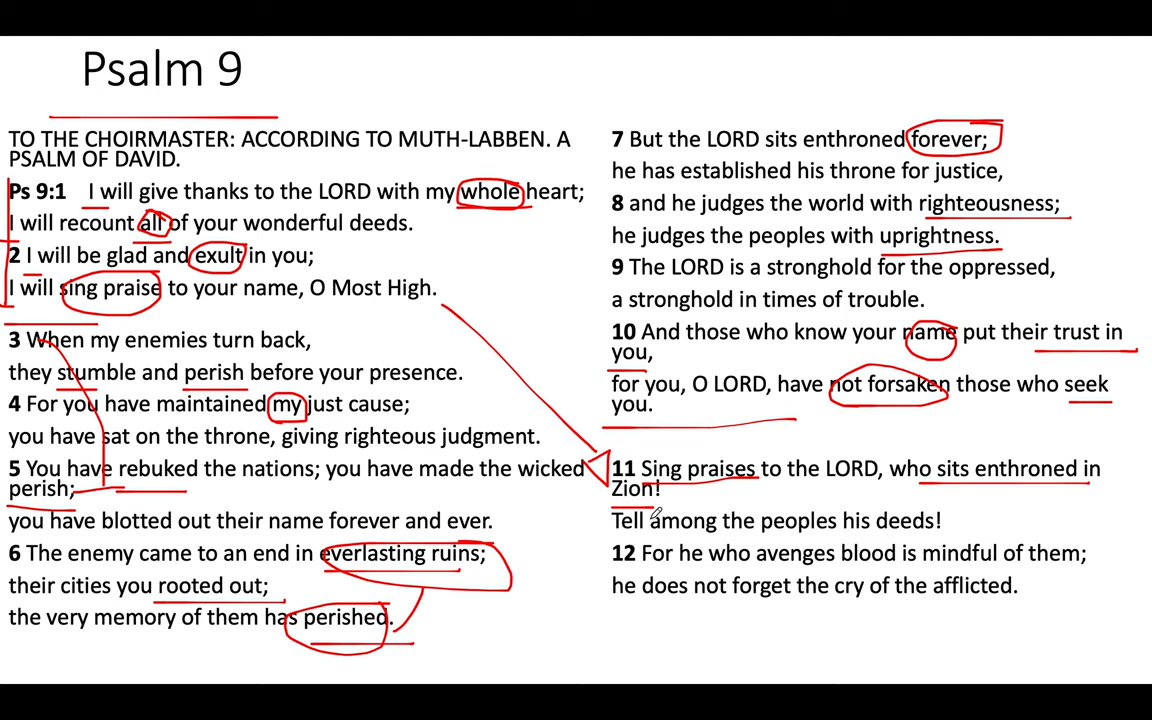 Psalm 9
TO THE CHOIRMASTER: ACCORDING TO MUTH-LABBEN. A
PSALM OF DAVID.
Ps 9:1 I will give thanks to the LORD with my whole heart;
I will recount all of your wonderful deeds.
2 I will be glad and exult in you;
I will sing praise to your name, O Most High.
3 When my enemies turn back,
they stumble and perish before your presence.
4 For you have maintained my just cause;
you have sat on the throne, giving righteous judgment.
5 You have rebuked the nations; you have made the wicked
perish;
you have blotted out their name forever and ever.
6 The enemy came to an end in everlasting ruins;
their cities you rooted out;
the very memory of them has perished.
7 But the LORD sits enthroned forever;
he has established his throne for justice,
8 and he judges the world with righteousness;
he judges the peoples with uprightness.
9 The LORD is a stronghold for the oppressed,
a stronghold in times of trouble.
10 And those who know your name put their trust in
you,
for you, O LORD, have not forsaken those who seek
you.
11 Sing praises to the LORD, who sits enthroned in
Zion!
Tell among the peoples his deeds!
12 For he who avenges blood is mindful of them;
he does not forget the cry of the afflicted.